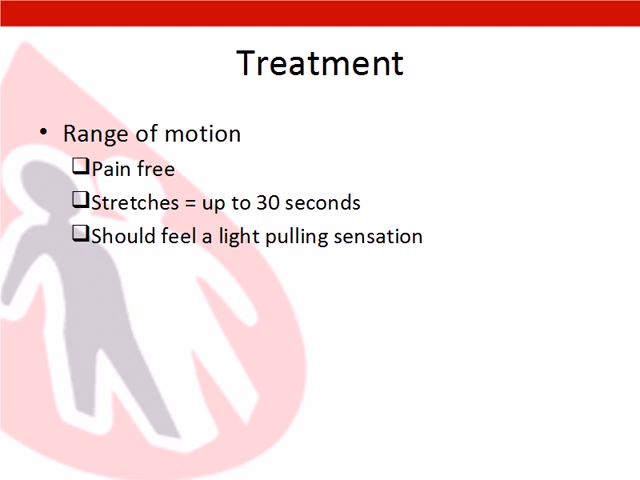 Treatment
• Range of motion
❑Pain free
❑Stretches = up to 30 seconds
❑Should feel a light pulling sensation